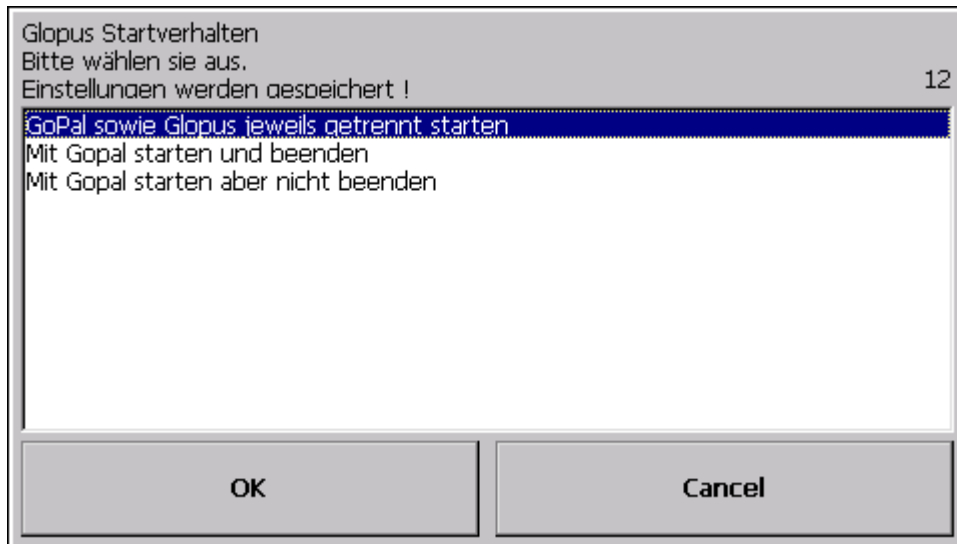 Glopus Startverhalten
Bitte wählen sie aus.
Einstellungen werden gespeichert !
12
GoPal sowie Glopus jeweils getrennt starten
Mit Gopal starten und beenden
Mit Gopal starten aber nicht beenden
OK
Cancel